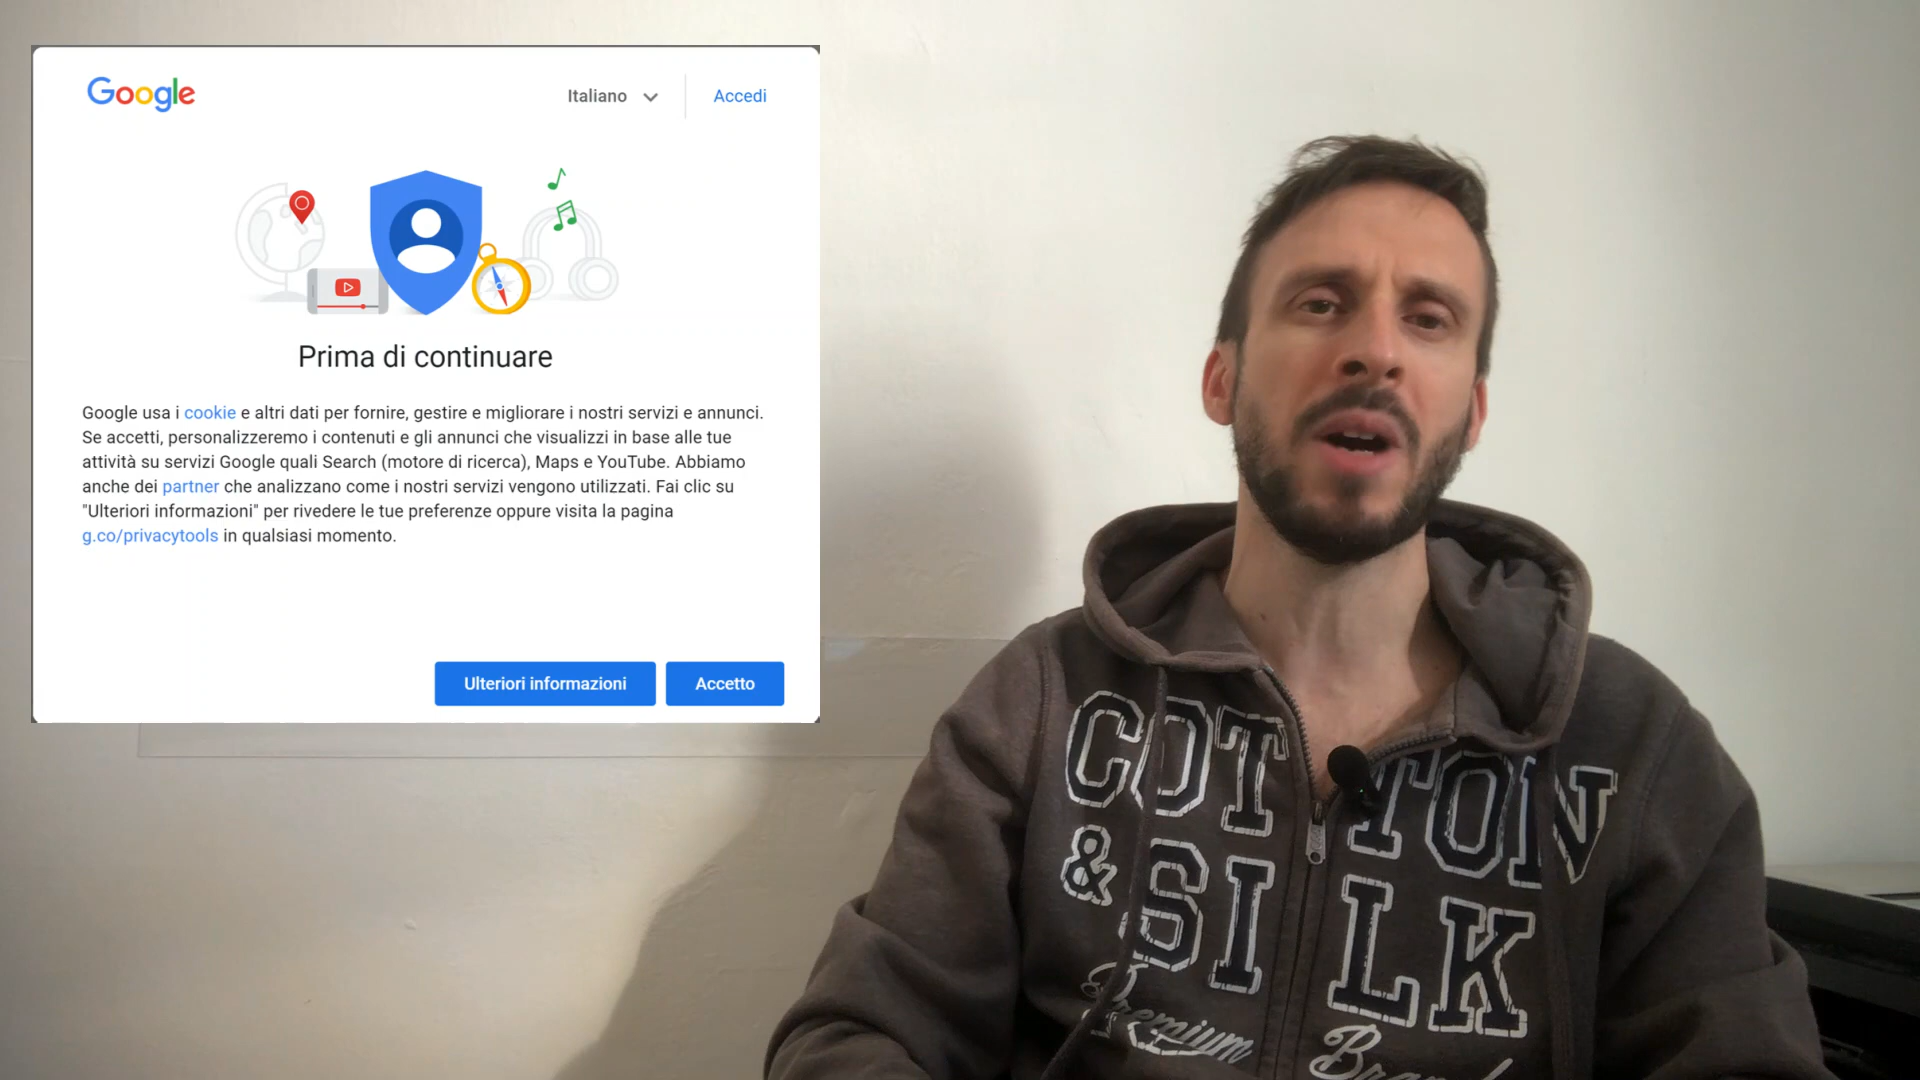 Google
Italiano
Accedi
Prima di continuare
Google usa i cookie e altri dati per fornire, gestire e migliorare i nostri servizi e annunci.
Se accetti, personalizzeremo i contenuti e gli annunci che visualizzi in base alle tue
attività su servizi Google quali Search (motore di ricerca), Maps e YouTube. Abbiamo
anche dei partner che analizzano come i nostri servizi vengono utilizzati. Fai clic su
"Ulteriori informazioni" per rivedere le tue preferenze oppure visita la pagina
g.co/privacytools in qualsiasi momento.
Ulteriori informazioni
Accetto
COTTON
& SILK
Premium